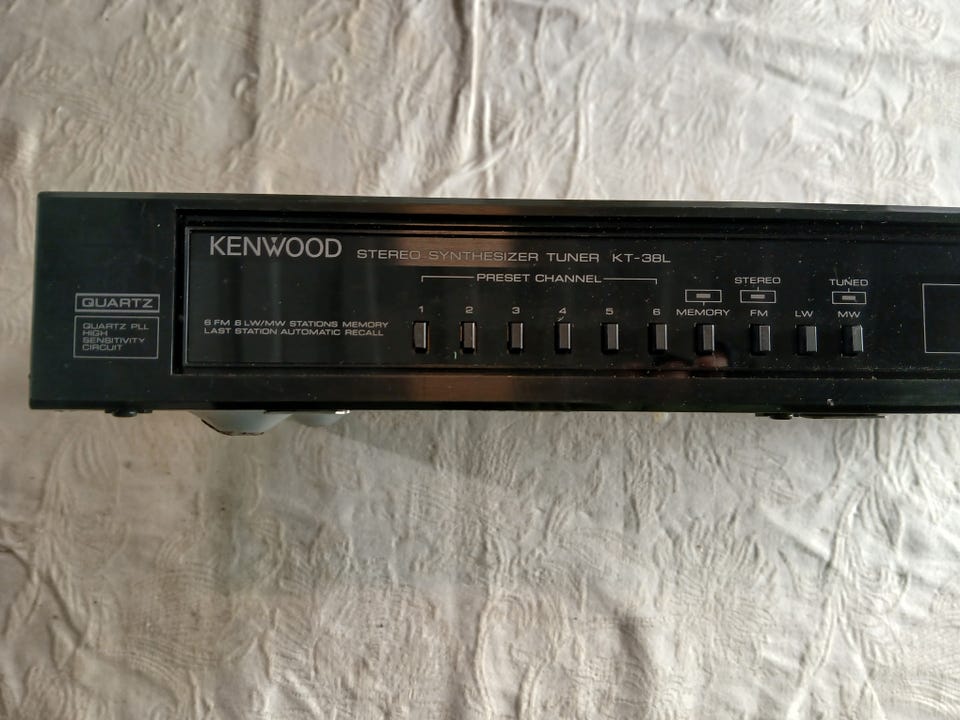 KENWOOD STEREO SYNTHESIZER TUNER KT-38L
PRESET CHANNEL
STEREO TUNED
1 2 3 4 5 6 MEMORY FM LW MW
QUARTZ
QUARTZ PLL
HIGH
SENSITIVITY
CIRCUIT
6 FM 6 LW/MW STATIONS MEMORY
LAST STATION AUTOMATIC RECALL